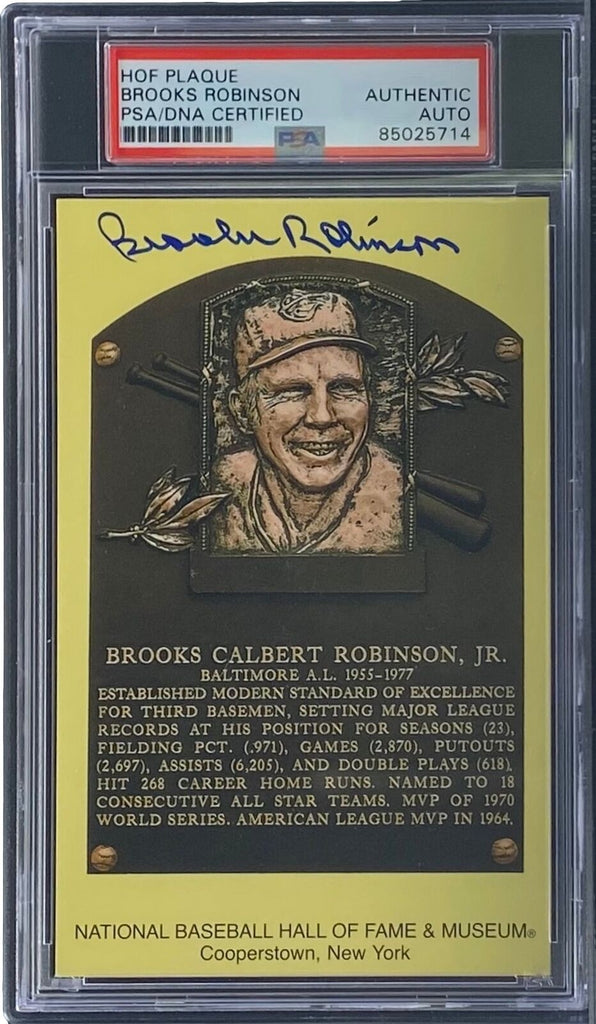 HOF PLAQUE
BROOKS ROBINSON
PSA/DNA CERTIFIED
AUTHENTIC
AUTO
85025714
PSA
Brooks Robinson
BROOKS CALBERT ROBINSON, JR.
BALTIMORE A.L. 1955-1977
ESTABLISHED MODERN STANDARD OF EXCELLENCE
FOR THIRD BASEMEN, SETTING MAJOR LEAGUE
RECORDS AT HIS POSITION FOR SEASONS (23),
FIELDING PCT. (.971), GAMES (2,870), PUTOUTS
(2,697), ASSISTS (6,205), AND DOUBLE PLAYS (618).
HIT 268 CAREER HOME RUNS. NAMED TO 18
CONSECUTIVE ALL STAR TEAMS. MVP OF 1970
WORLD SERIES. AMERICAN LEAGUE MVP IN 1964.
NATIONAL BASEBALL HALL OF FAME & MUSEUM®
Cooperstown, New York